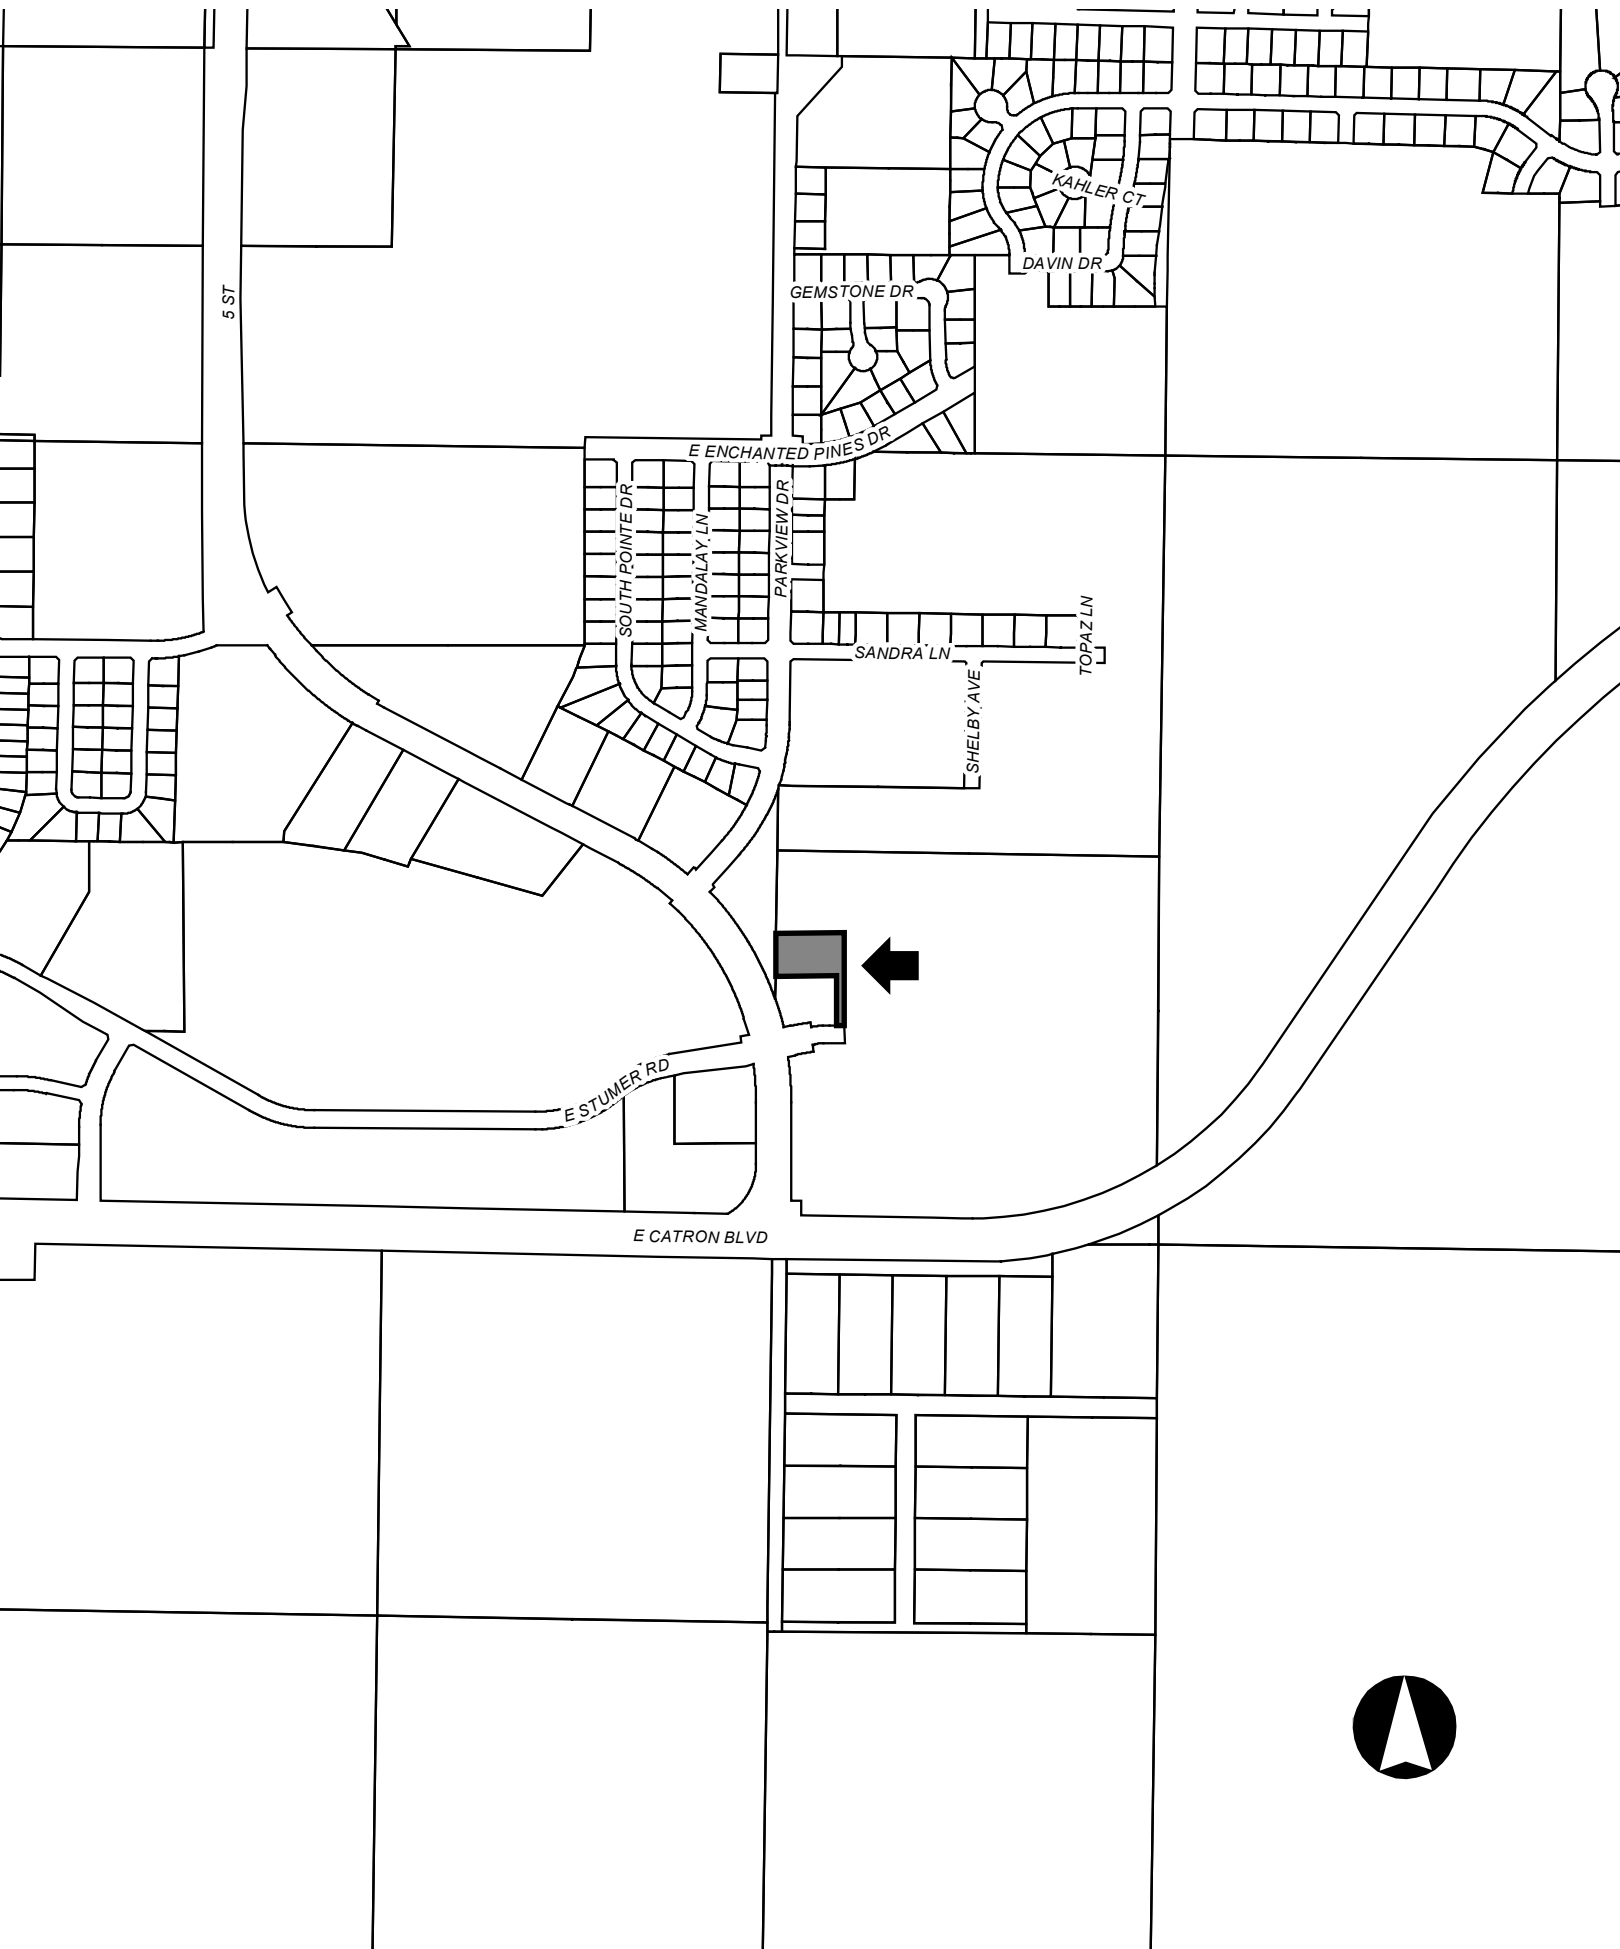 KAHLER CT
DAVIN DR
GEMSTONE DR
5 ST
E ENCHANTED PINES DR
SOUTH POINTE DR
MANDALAY LN
PARKVIEW DR
SANDRA LN
TOPAZ LN
SHELBY AVE
E STUMER RD
E CATRON BLVD